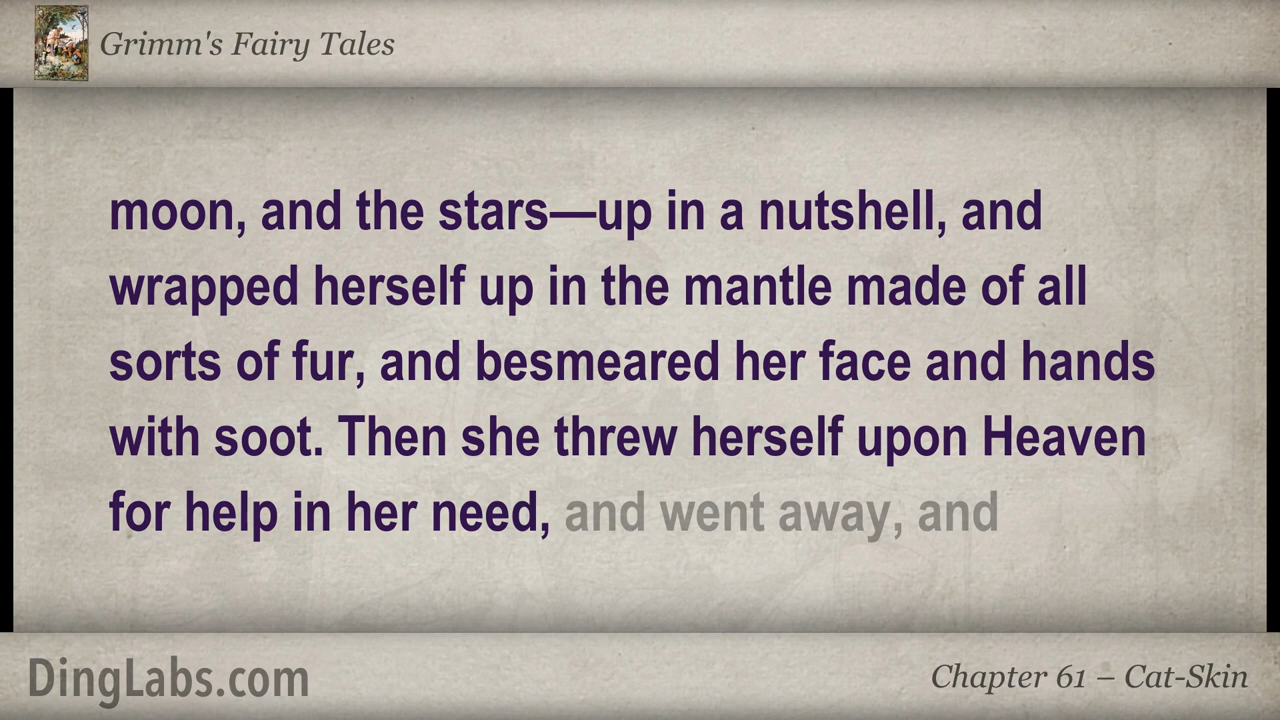 Grimm's Fairy Tales
moon, and the stars—up in a nutshell, and
wrapped herself up in the mantle made of all
sorts of fur, and besmeared her face and hands
with soot. Then she threw herself upon Heaven
for help in her need, and went away, and
DingLabs.com
Chapter 61 – Cat-Skin